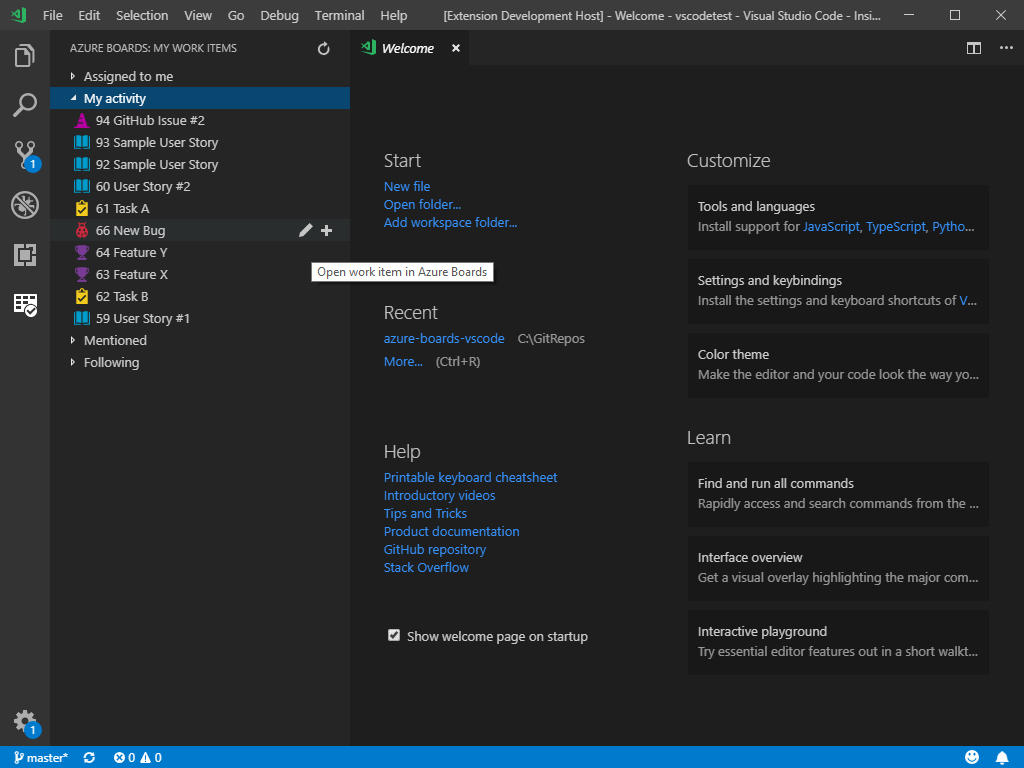 File Edit Selection View Go Debug Terminal Help [Extension Development Host] - Welcome - vscodetest - Visual Studio Code - Insi...
AZURE BOARDS: MY WORK ITEMS
Welcome
Assigned to me
My activity
94 GitHub Issue #2
93 Sample User Story
92 Sample User Story
60 User Story #2
61 Task A
66 New Bug
64 Feature Y
63 Feature X
62 Task B
59 User Story #1
Mentioned
Following
Open work item in Azure Boards
1
1
Start
New file
Open folder...
Add workspace folder...
Recent
azure-boards-vscode C:\GitRepos
More... (Ctrl+R)
Help
Printable keyboard cheatsheet
Introductory videos
Tips and Tricks
Product documentation
GitHub repository
Stack Overflow
Show welcome page on startup
Customize
Tools and languages
Install support for JavaScript, TypeScript, Pytho...
Settings and keybindings
Install the settings and keyboard shortcuts of V...
Color theme
Make the editor and your code look the way yo...
Learn
Find and run all commands
Rapidly access and search commands from the ...
Interface overview
Get a visual overlay highlighting the major com...
Interactive playground
Try essential editor features out in a short walkt...
master* 0 0